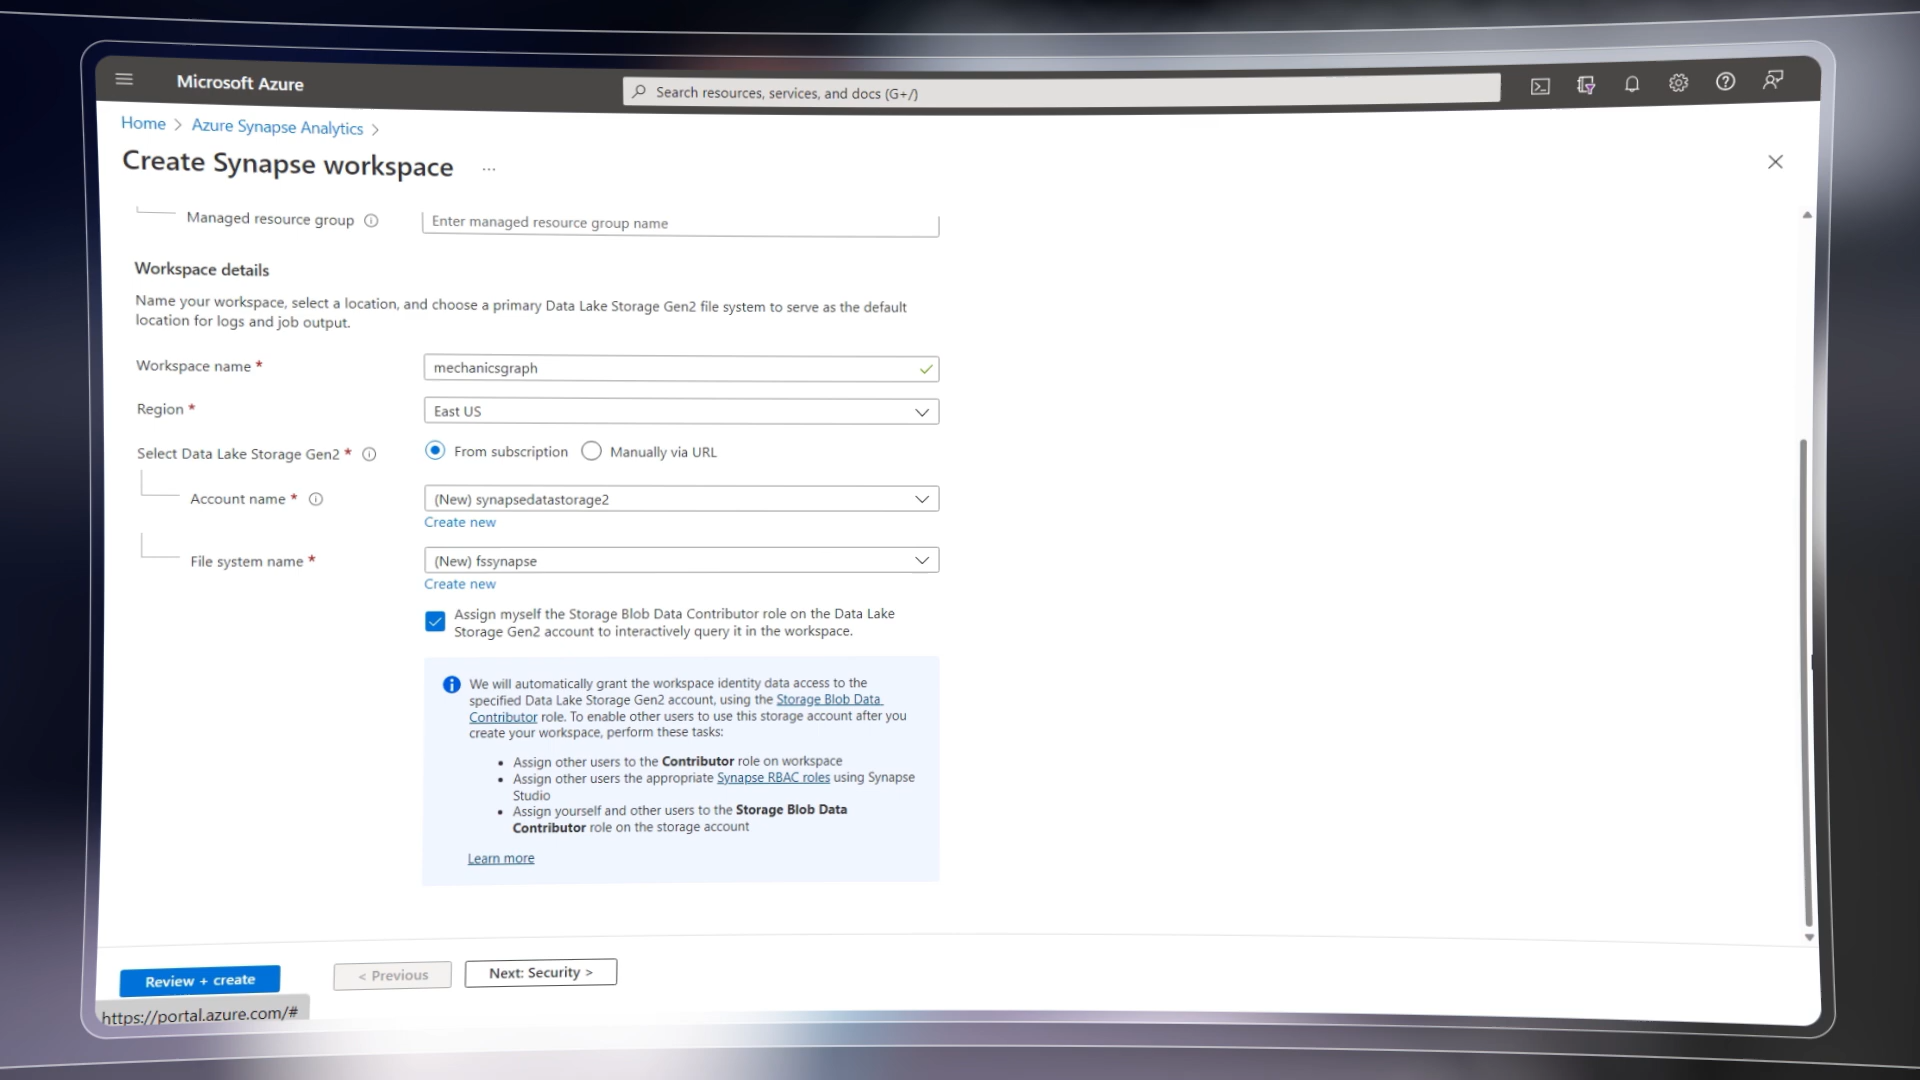 Microsoft Azure
Search resources, services, and docs (G+/)
Home > Azure Synapse Analytics >
Create Synapse workspace ...
Managed resource group
Enter managed resource group name
Workspace details
Name your workspace, select a location, and choose a primary Data Lake Storage Gen2 file system to serve as the default
location for logs and job output.
Workspace name *
mechanicsgraph
Region *
East US
Select Data Lake Storage Gen2 *
From subscription
Manually via URL
Account name *
(New) synapsedatastorage2
Create new
File system name *
(New) fssynapse
Create new
Assign myself the Storage Blob Data Contributor role on the Data Lake
Storage Gen2 account to interactively query it in the workspace.
We will automatically grant the workspace identity data access to the
specified Data Lake Storage Gen2 account, using the Storage Blob Data
Contributor role. To enable other users to use this storage account after you
create your workspace, perform these tasks:
• Assign other users to the Contributor role on workspace
• Assign other users the appropriate Synapse RBAC roles using Synapse
Studio
• Assign yourself and other users to the Storage Blob Data
Contributor role on the storage account
Learn more
Review + create
< Previous
Next: Security >
https://portal.azure.com/#